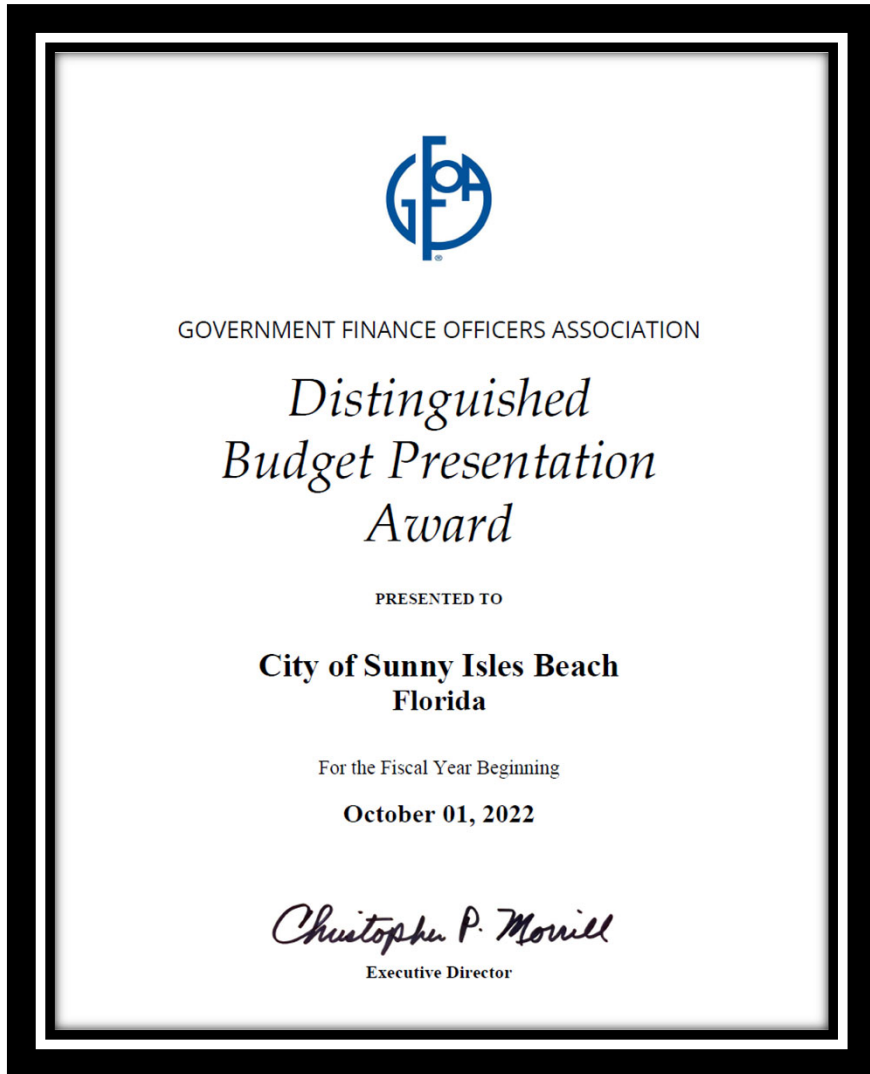 GFOA
®
GOVERNMENT FINANCE OFFICERS ASSOCIATION
Distinguished
Budget Presentation
Award
PRESENTED TO
City of Sunny Isles Beach
Florida
For the Fiscal Year Beginning
October 01, 2022
Christopher P. Morrill
Executive Director